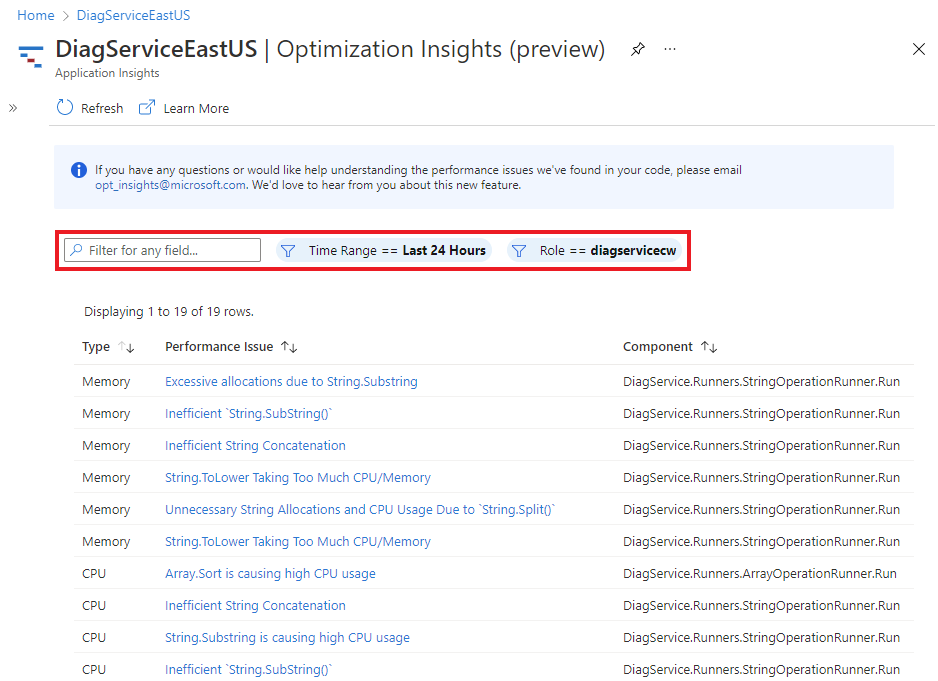 Home > DiagServiceEastUS
DiagServiceEastUS | Optimization Insights (preview)
Application Insights
Refresh Learn More
If you have any questions or would like help understanding the performance issues we've found in your code, please email
opt_insights@microsoft.com. We'd love to hear from you about this new feature.
Filter for any field... Time Range == Last 24 Hours Role == diagservicecw
Displaying 1 to 19 of 19 rows.
Type Performance Issue Component
Memory Excessive allocations due to String.Substring DiagService.Runners.StringOperationRunner.Run
Memory Inefficient `String.SubString()` DiagService.Runners.StringOperationRunner.Run
Memory Inefficient String Concatenation DiagService.Runners.StringOperationRunner.Run
Memory String.ToLower Taking Too Much CPU/Memory DiagService.Runners.StringOperationRunner.Run
Memory Unnecessary String Allocations and CPU Usage Due to `String.Split()` DiagService.Runners.StringOperationRunner.Run
Memory String.ToLower Taking Too Much CPU/Memory DiagService.Runners.StringOperationRunner.Run
CPU Array.Sort is causing high CPU usage DiagService.Runners.ArrayOperationRunner.Run
CPU Inefficient String Concatenation DiagService.Runners.StringOperationRunner.Run
CPU String.Substring is causing high CPU usage DiagService.Runners.StringOperationRunner.Run
CPU Inefficient `String.SubString()` DiagService.Runners.StringOperationRunner.Run